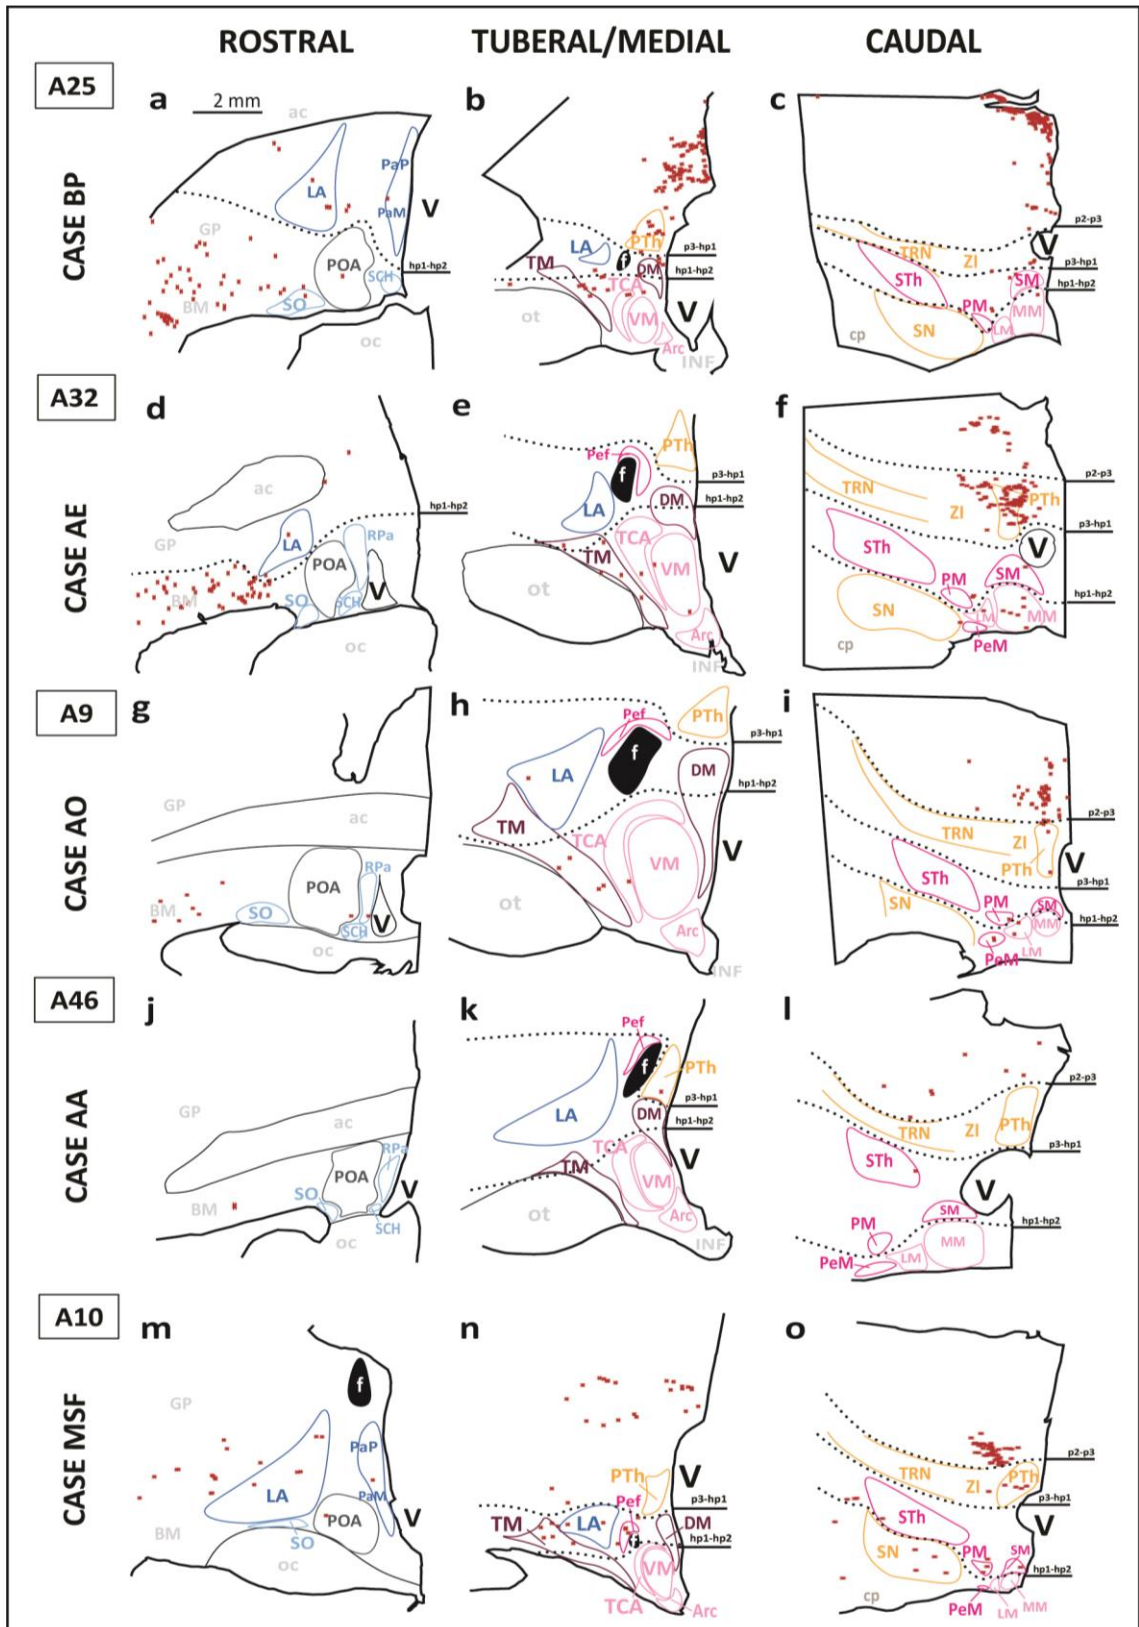 ROSTRAL TUBERAL/MEDIAL CAUDAL
A25
CASE BP
a 2 mm
ac
PaP
LA
PaM V
GP
POA
SCH hp1-hp2
BM SO
oc
b
PTh
LA p3-hp1
TM f DM hp1-hp2
TCA
ot VM V
Arc
INF
c
p2-p3
TRN ZI V
p3-hp1
STh SM
hp1-hp2
PM MM
SN LM
cp
A32
CASE AE
d
ac
hp1-hp2
GP LA RPa
POA
BM V
SO SCH
oc
e
PTh
Pef
f p3-hp1
LA DM hp1-hp2
TCA
TM VM V
ot
Arc
INF
f
p2-p3
TRN ZI PTh
p3-hp1
STh V
PM SM
hp1-hp2
SN LM MM
cp PeM
A9
CASE AO
g
GP
ac
RPa
POA
BM SO V
SCH
oc
h
Pef PTh
f p3-hp1
LA DM
hp1-hp2
TM TCA
VM V
ot
Arc
INF
i
p2-p3
TRN ZI
PTh V
STh p3-hp1
SN PM SM
hp1-hp2
MM
PeM LM
A46
CASE AA
j
GP
ac
RPa
POA
SO V
BM SCH
oc
k
Pef
f PTh
p3-hp1
LA DM
hp1-hp2
TCA
TM VM V
ot Arc
INF
l
p2-p3
TRN ZI PTh
p3-hp1
STh
V
SM
PM hp1-hp2
MM
PeM LM
A10
CASE MSF
m
f
GP
PaP
LA PaM
POA V
BM SO
oc
n
PTh V
Pef p3-hp1
TM LA DM
f hp1-hp2
VM
TCA Arc
o
p2-p3
TRN ZI PTh
p3-hp1
STh V
SN PM SM
hp1-hp2
cp PeM LM MM